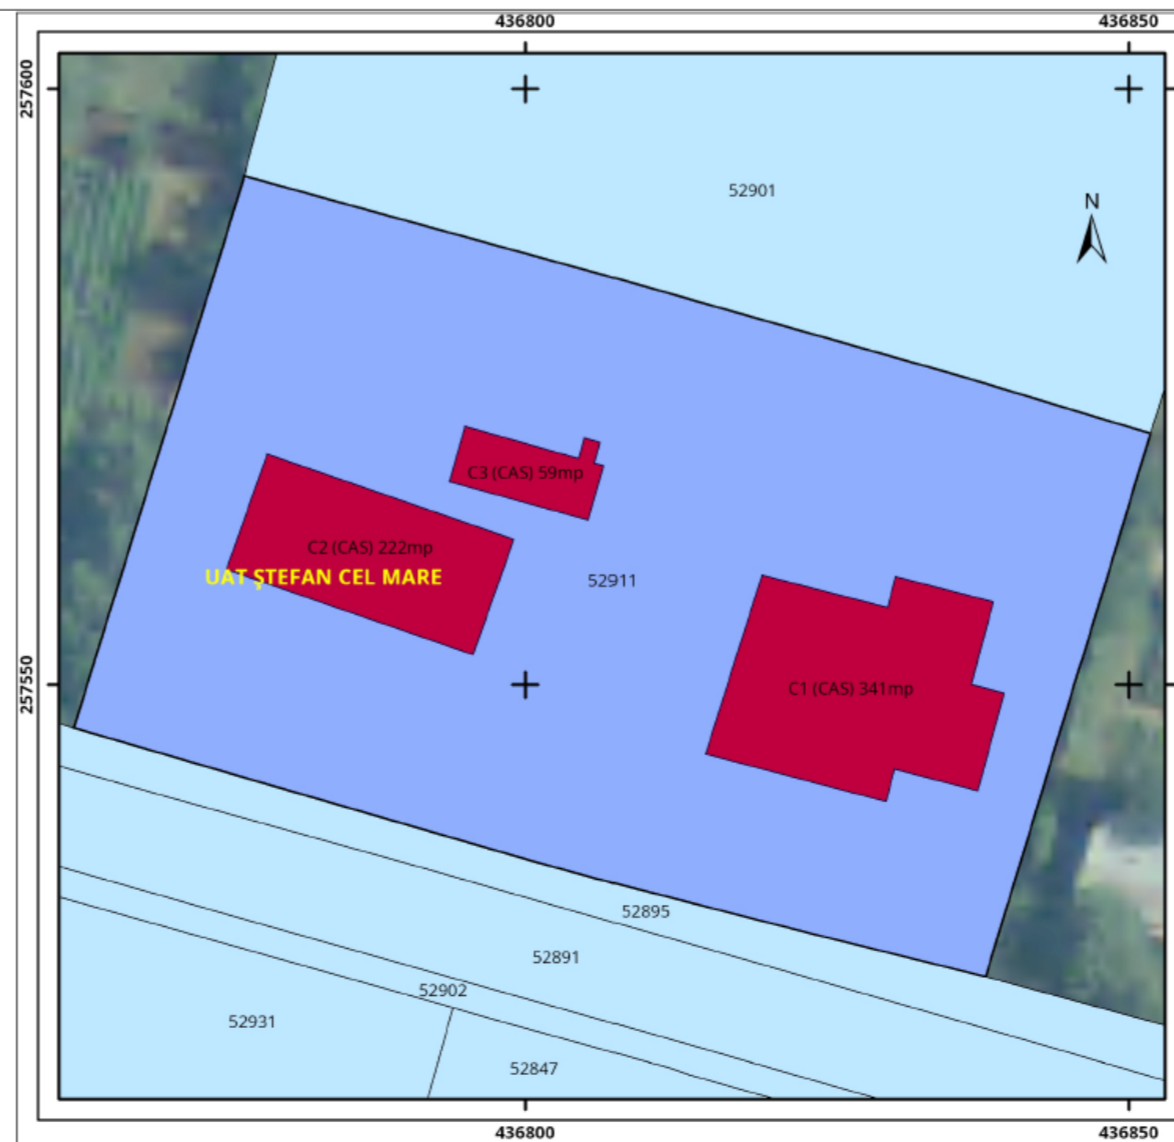 436800 436850
257600
52901
N
C3 (CAS) 59mp
C2 (CAS) 222mp
UAT ŞTEFAN CEL MARE
52911
257550
C1 (CAS) 341mp
52895
52891
52902
52931
52847
436800 436850